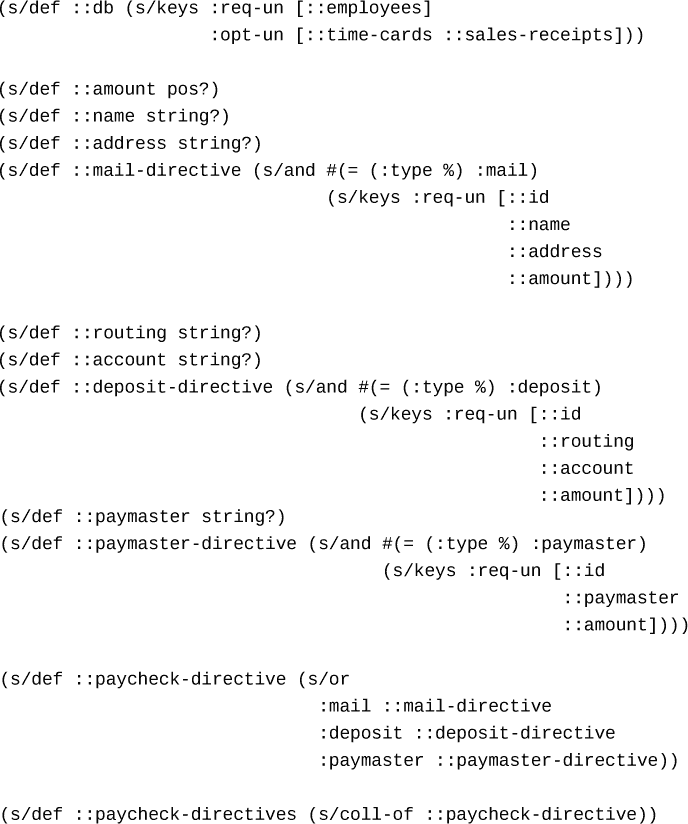 (s/def ::db (s/keys :req-un [::employees]
                    :opt-un [::time-cards ::sales-receipts]))

(s/def ::amount pos?)
(s/def ::name string?)
(s/def ::address string?)
(s/def ::mail-directive (s/and #(= (:type %) :mail)
                               (s/keys :req-un [::id
                                                ::name
                                                ::address
                                                ::amount])))

(s/def ::routing string?)
(s/def ::account string?)
(s/def ::deposit-directive (s/and #(= (:type %) :deposit)
                                  (s/keys :req-un [::id
                                                   ::routing
                                                   ::account
                                                   ::amount])))
(s/def ::paymaster string?)
(s/def ::paymaster-directive (s/and #(= (:type %) :paymaster)
                                    (s/keys :req-un [::id
                                                     ::paymaster
                                                     ::amount])))

(s/def ::paycheck-directive (s/or
                              :mail ::mail-directive
                              :deposit ::deposit-directive
                              :paymaster ::paymaster-directive))

(s/def ::paycheck-directives (s/coll-of ::paycheck-directive))